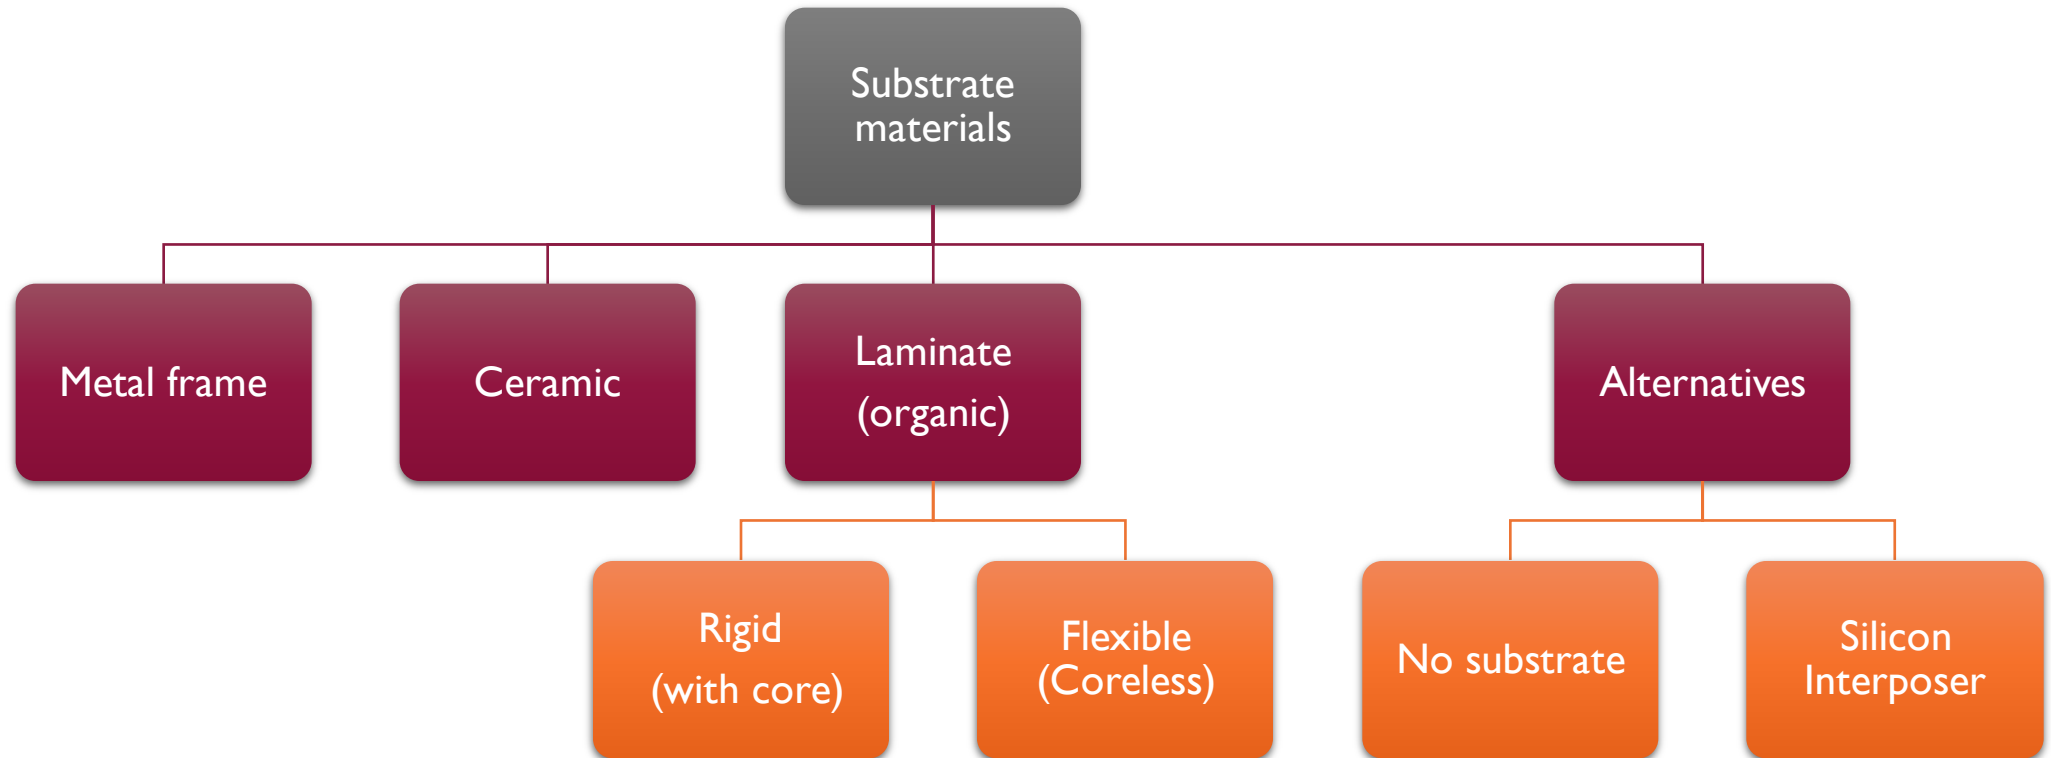 Substrate
materials
Metal frame
Ceramic
Laminate
(organic)
Alternatives
Rigid
(with core)
Flexible
(Coreless)
No substrate
Silicon
Interposer